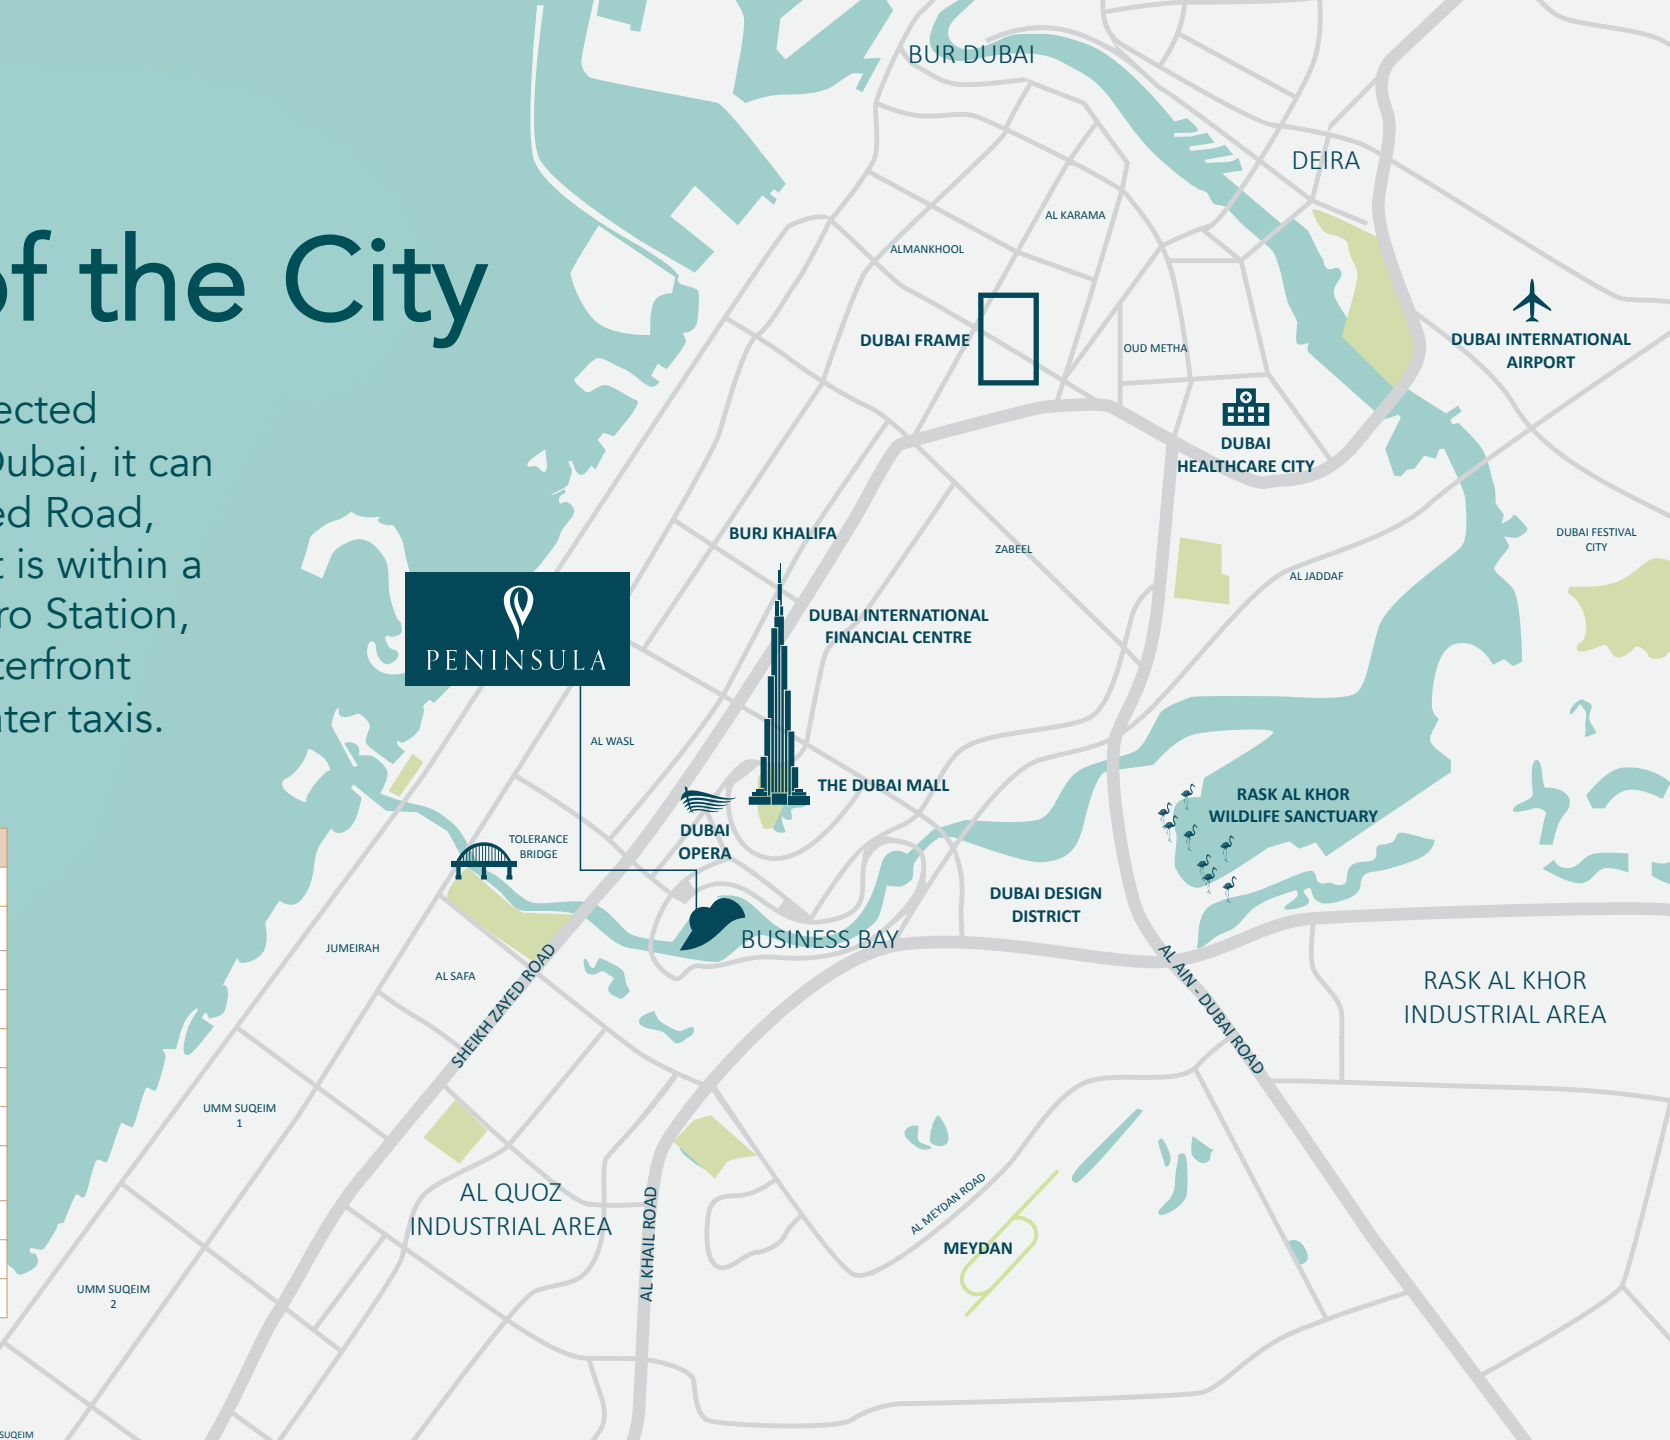 of the City
ected
Dubai, it can
ed Road,
t is within a
ro Station,
terfront
ater taxis.
BUR DUBAI
DEIRA
AL KARAMA
ALMANKHOOL
DUBAI FRAME
OUD METHA
DUBAI INTERNATIONAL
AIRPORT
DUBAI
HEALTHCARE CITY
BURJ KHALIFA
ZABEEL
DUBAI FESTIVAL
CITY
AL JADDAF
DUBAI INTERNATIONAL
FINANCIAL CENTRE
PENINSULA
AL WASL
THE DUBAI MALL
RASK AL KHOR
WILDLIFE SANCTUARY
DUBAI
OPERA
TOLERANCE
BRIDGE
DUBAI DESIGN
DISTRICT
BUSINESS BAY
JUMEIRAH
AL SAFA
SHEIKH ZAYED ROAD
AL AIN - DUBAI ROAD
RASK AL KHOR
INDUSTRIAL AREA
UMM SUQEIM
1
AL QUOZ
INDUSTRIAL AREA
AL KHAIL ROAD
AL MEYDAN ROAD
MEYDAN
UMM SUQEIM
2
SUQEIM